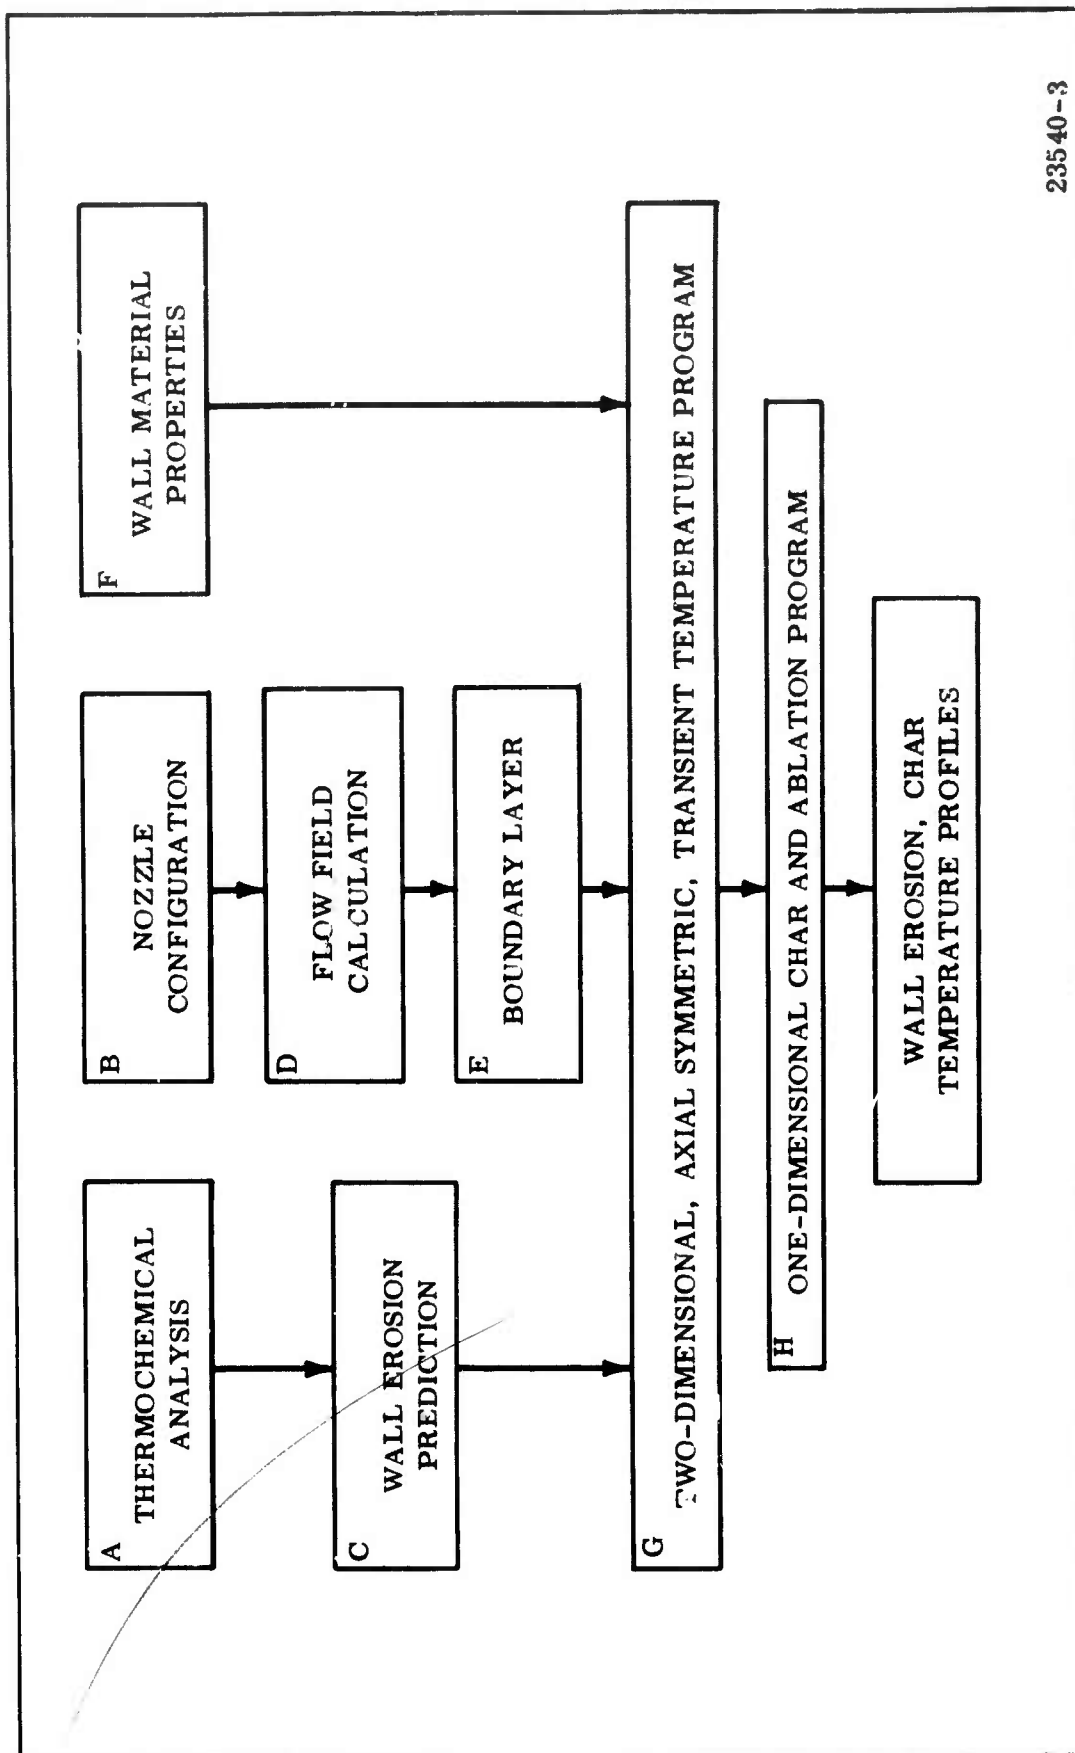 A
THERMOCHEMICAL
ANALYSIS
B
NOZZLE
CONFIGURATION
F
WALL MATERIAL
PROPERTIES
C
WALL EROSION
PREDICTION
D
FLOW FIELD
CALCULATION
E
BOUNDARY LAYER
G
TWO-DIMENSIONAL, AXIAL SYMMETRIC, TRANSIENT TEMPERATURE PROGRAM
H
ONE-DIMENSIONAL CHAR AND ABLATION PROGRAM
WALL EROSION, CHAR
TEMPERATURE PROFILES
23540-3